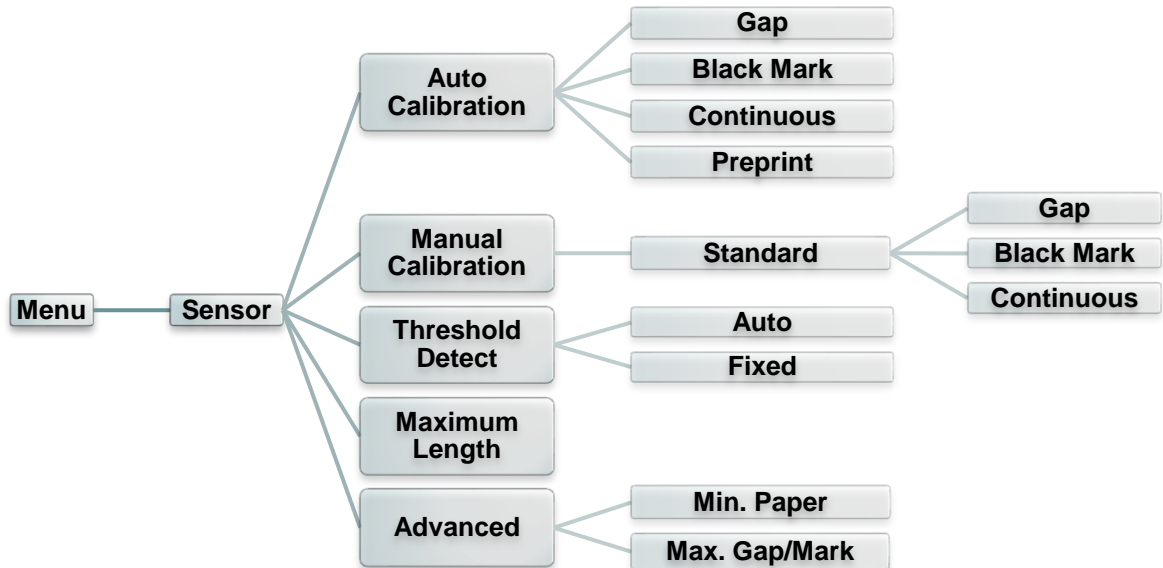 Menu
Sensor
Auto
Calibration
Gap
Black Mark
Continuous
Preprint
Manual
Calibration
Standard
Gap
Black Mark
Continuous
Threshold
Detect
Auto
Fixed
Maximum
Length
Advanced
Min. Paper
Max. Gap/Mark